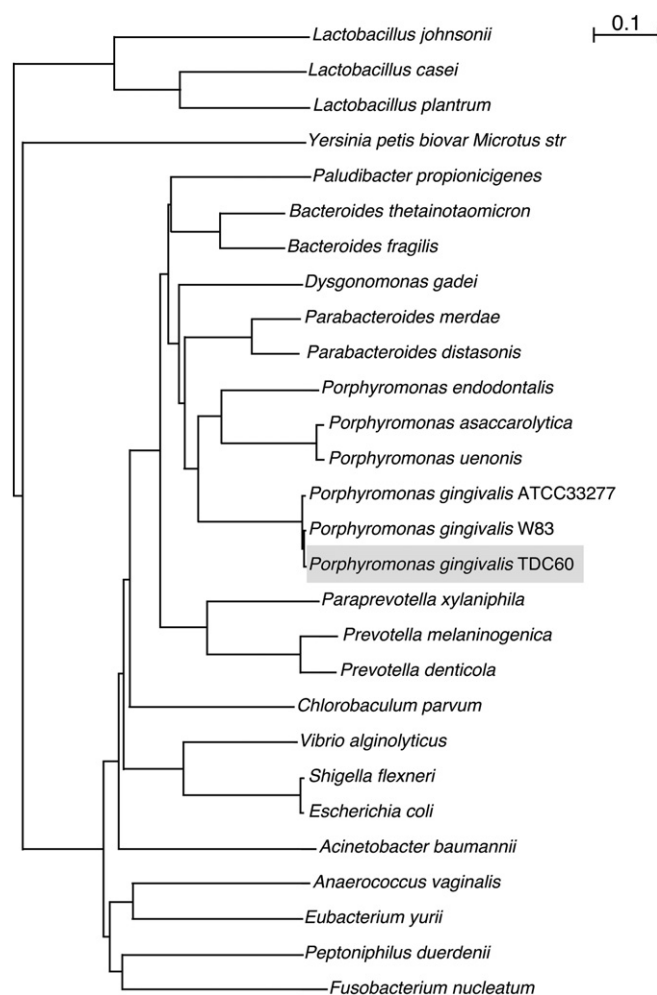 0.1
Lactobacillus johnsonii
Lactobacillus casei
Lactobacillus plantrum
Yersinia petis biovar Microtus str
Paludibacter propionicigenes
Bacteroides thetainotaomicron
Bacteroides fragilis
Dysgonomonas gadei
Parabacteroides merdae
Parabacteroides distasonis
Porphyromonas endodontalis
Porphyromonas asaccarolytica
Porphyromonas uenonis
Porphyromonas gingivalis ATCC33277
Porphyromonas gingivalis W83
Porphyromonas gingivalis TDC60
Paraprevotella xylaniphila
Prevotella melaninogenica
Prevotella denticola
Chlorobaculum parvum
Vibrio alginolyticus
Shigella flexneri
Escherichia coli
Acinetobacter baumannii
Anaerococcus vaginalis
Eubacterium yurii
Peptoniphilus duerdenii
Fusobacterium nucleatum